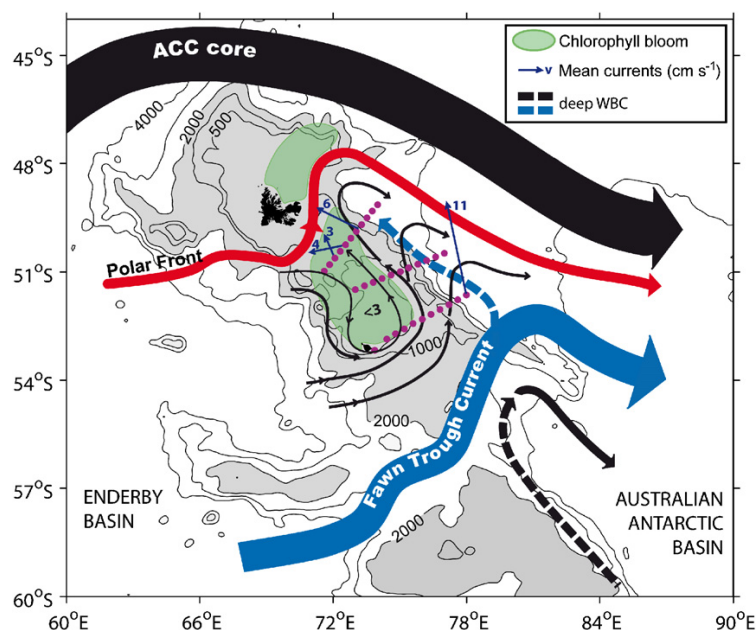 45°S
48°S
51°S
54°S
57°S
60°S
60°E
66°E
72°E
78°E
84°E
90°E
ACC core
Chlorophyll bloom
v Mean currents (cm s⁻¹)
deep WBC
4000
2000
500
6
11
3
4
Polar Front
<3
1000
2000
Fawn Trough Current
ENDERBY
BASIN
2000
AUSTRALIAN
ANTARCTIC
BASIN